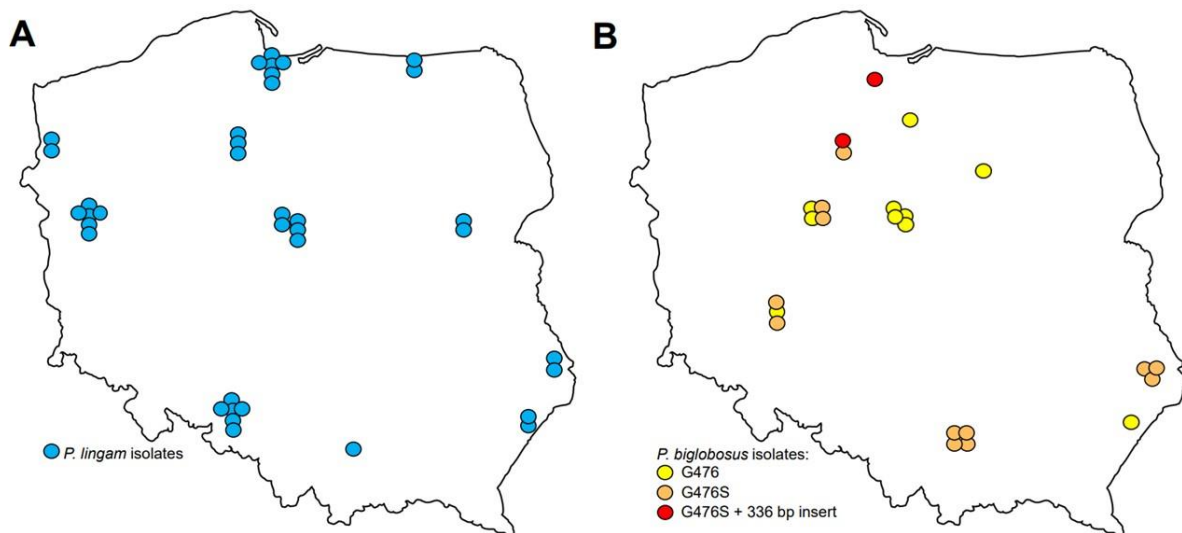 A
B
P. lingam isolates
P. biglobosus isolates:
G476
G476S
G476S + 336 bp insert